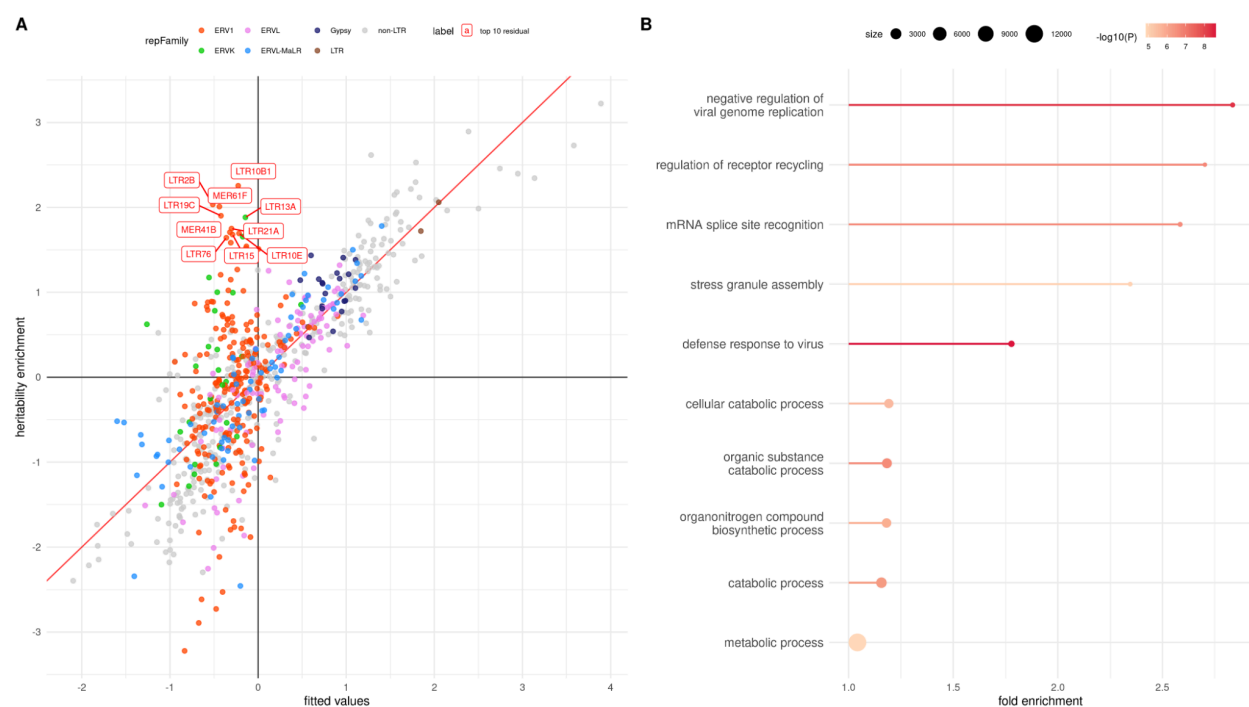 A
repFamily
ERV1
ERVL
Gypsy
non-LTR
ERVK
ERVL-MaLR
LTR
label
a
top 10 residual
heritability enrichment
3
2
1
0
-1
-2
-3
LTR10B1
LTR2B
MER61F
LTR19C
LTR13A
MER41B
LTR21A
LTR76
LTR15
LTR10E
-2
-1
0
1
2
3
4
fitted values
B
size
3000
6000
9000
12000
-log10(P)
5
6
7
8
negative regulation of
viral genome replication
regulation of receptor recycling
mRNA splice site recognition
stress granule assembly
defense response to virus
cellular catabolic process
organic substance
catabolic process
organonitrogen compound
biosynthetic process
catabolic process
metabolic process
1.0
1.5
2.0
2.5
fold enrichment